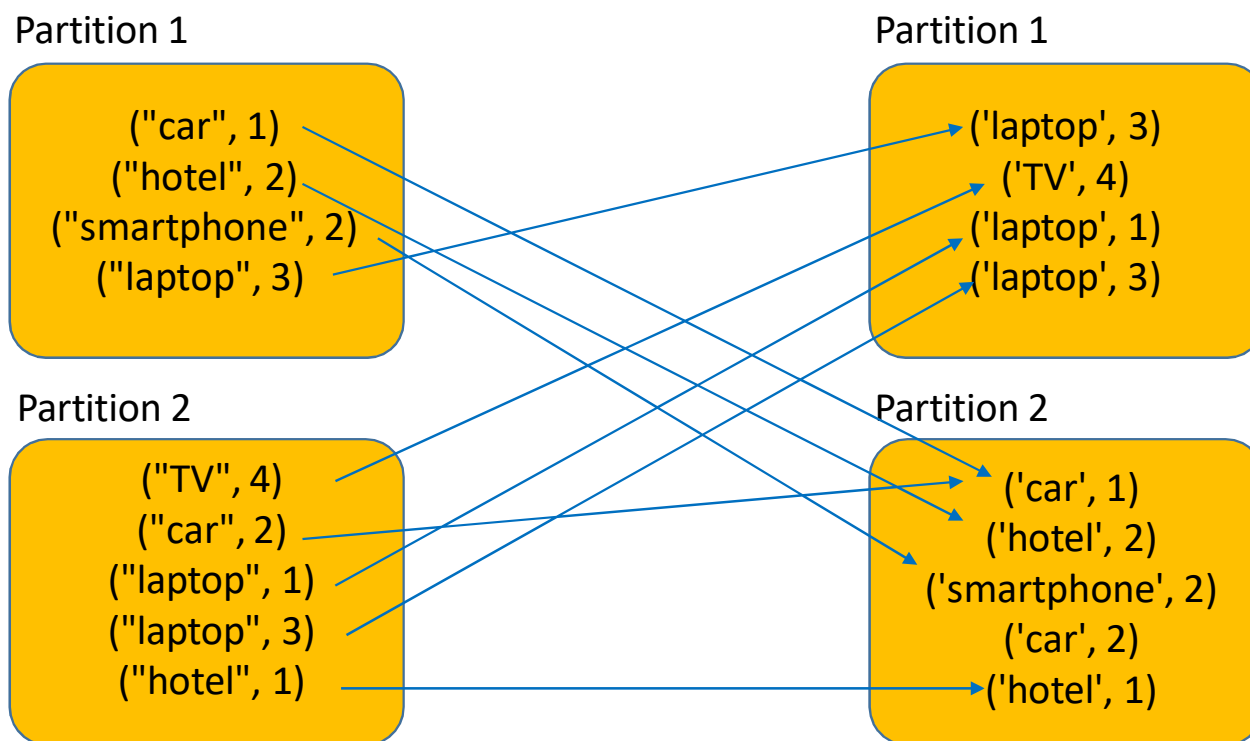 Partition 1
("car", 1)
("hotel", 2)
("smartphone", 2)
("laptop", 3)
Partition 2
("TV", 4)
("car", 2)
("laptop", 1)
("laptop", 3)
("hotel", 1)
Partition 1
('laptop', 3)
('TV', 4)
('laptop', 1)
('laptop', 3)
Partition 2
('car', 1)
('hotel', 2)
('smartphone', 2)
('car', 2)
('hotel', 1)